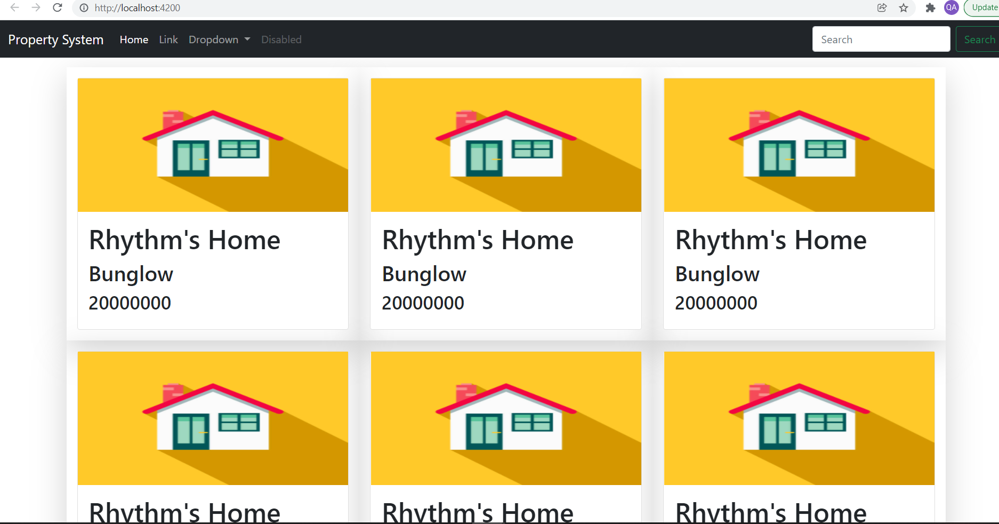 http://localhost:4200
QA
Update
Property System Home Link Dropdown Disabled Search Search
Rhythm's Home Rhythm's Home Rhythm's Home
Bunglow Bunglow Bunglow
20000000 20000000 20000000
Rhythm's Home Rhythm's Home Rhythm's Home